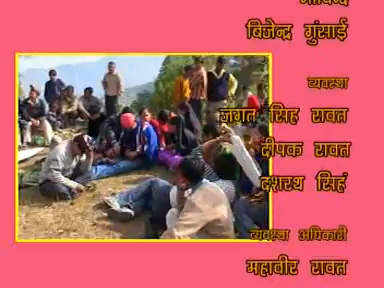 बिजेन्द्र गुंसाई
व्यवस्था
जगत सिंह रावत
दीपक रावत
दशरथ सिहं
व्यवस्था अधिकारी
महावीर रावत